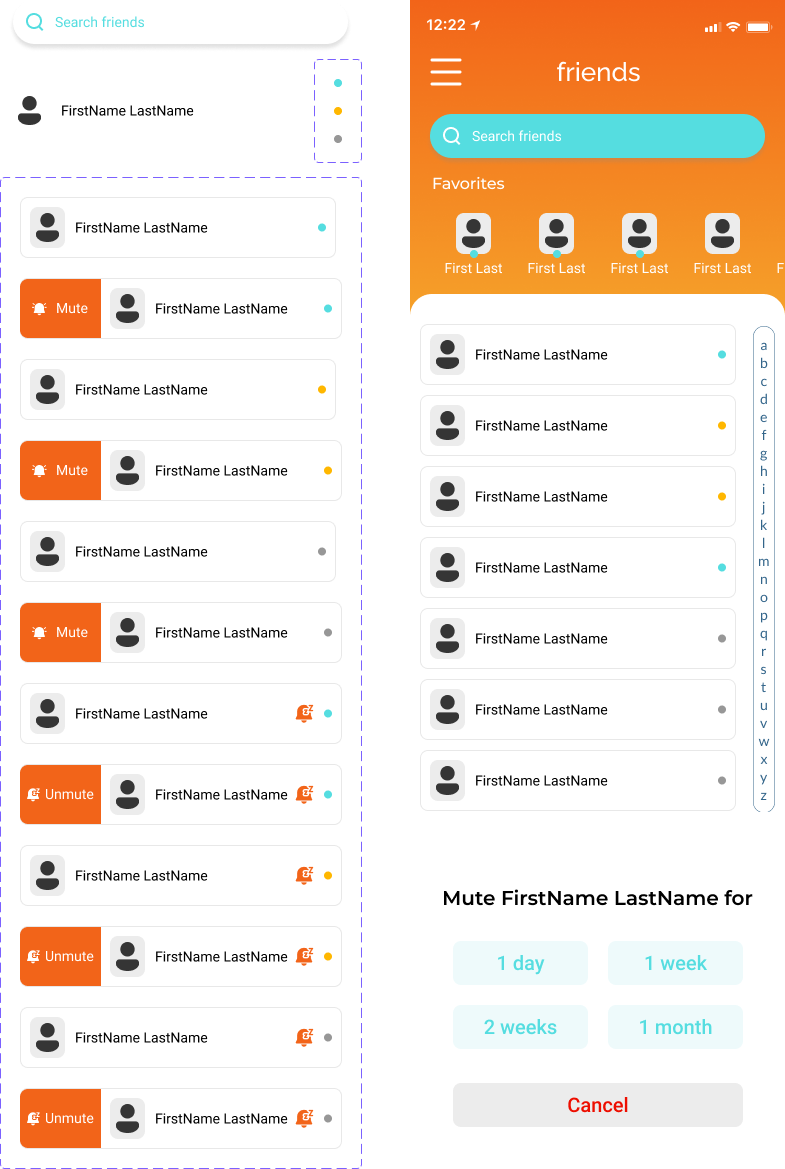 Search friends
FirstName LastName
FirstName LastName
Mute FirstName LastName
FirstName LastName
Mute FirstName LastName
FirstName LastName
Mute FirstName LastName
FirstName LastName
Unmute FirstName LastName
FirstName LastName
Unmute FirstName LastName
FirstName LastName
Unmute FirstName LastName
12:22
friends
Search friends
Favorites
First Last First Last First Last First Last F
FirstName LastName
FirstName LastName
FirstName LastName
FirstName LastName
FirstName LastName
FirstName LastName
FirstName LastName
a
b
c
d
e
f
g
h
i
j
k
l
m
n
o
p
q
r
s
t
u
v
w
x
y
z
Mute FirstName LastName for
1 day 1 week
2 weeks 1 month
Cancel